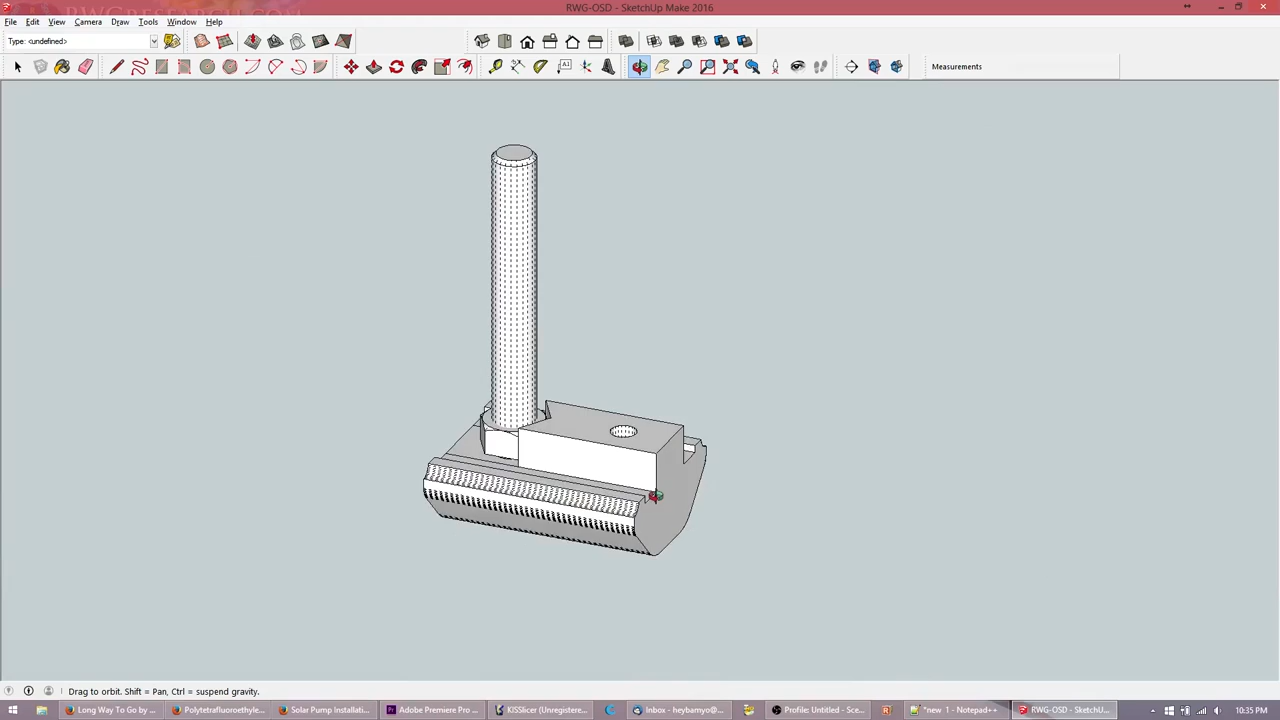 RWG-OSD - SketchUp Make 2016
RWGRESEARCH.COM
File Edit View Camera Draw Tools Window Help
Type: <undefined>
Measurements
Drag to orbit. Shift = Pan, Ctrl = suspend gravity.
Long Way To Go by ... Polytetrafluoroethyle... Solar Pump Installati... Adobe Premiere Pro ... KISSlicer (Unregistere... Inbox - heybamyo@... Profile: Untitled - Sce... *new 1 - Notepad++ RWG-OSD - SketchU... 10:35 PM